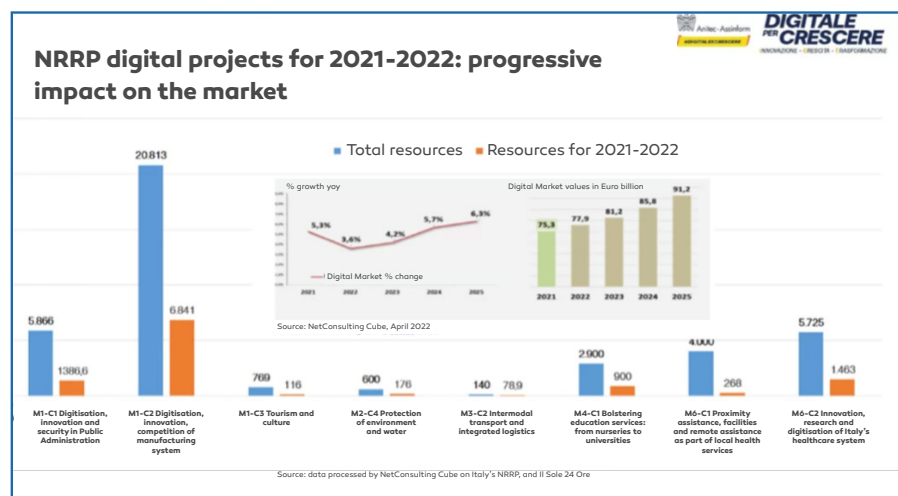 Anitec-Assinform
#DIGITALEPERCRESCERE
DIGITALE
PER CRESCERE
INNOVAZIONE - CRESCITA - TRASFORMAZIONE
NRRP digital projects for 2021-2022: progressive
impact on the market
Total resources
Resources for 2021-2022
% growth yoy
5,3%
3,6%
4,2%
5,7%
6,3%
Digital Market % change
2021
2022
2023
2024
2025
Digital Market values in Euro billion
75,3
77,9
81,2
85,8
91,2
2021
2022
2023
2024
2025
Source: NetConsulting Cube, April 2022
5.866
1386,6
20.813
6.841
769
116
600
176
140
78,9
2.900
900
4.000
268
5.725
1.463
M1-C1 Digitisation,
innovation and
security in Public
Administration
M1-C2 Digitisation,
innovation,
competition of
manufacturing
system
M1-C3 Tourism and
culture
M2-C4 Protection
of environment
and water
M3-C2 Intermodal
transport and
integrated logistics
M4-C1 Bolstering
education services:
from nurseries to
universities
M6-C1 Proximity
assistance, facilities
and remote assistance
as part of local health
services
M6-C2 Innovation,
research and
digitisation of Italy's
healthcare system
Source: data processed by NetConsulting Cube on Italy's NRRP, and Il Sole 24 Ore